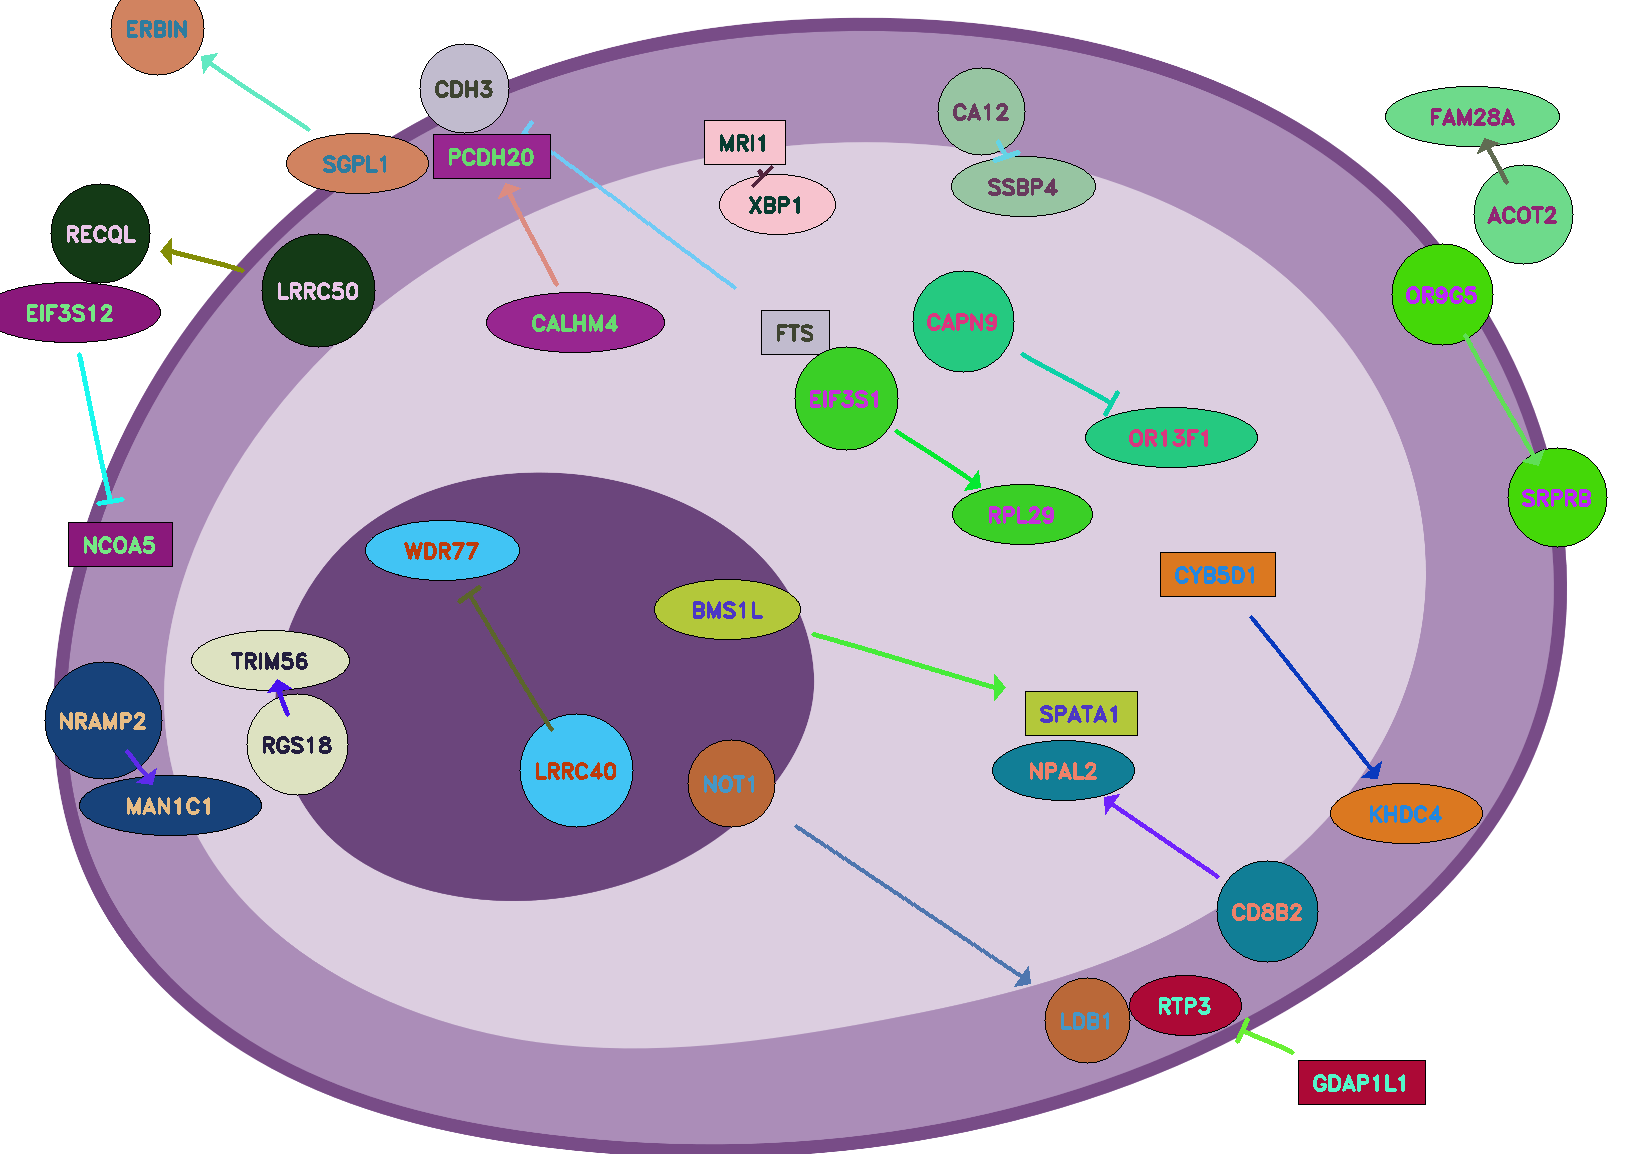 ERBIN
CDH3
CA12
FAM28A
MRI1
PCDH20
SGPL1
SSBP4
XBP1
ACOT2
RECQL
LRRC50
OR9G5
EIF3S12
CALHM4
CAPN9
FTS
EIF3S1
OR13F1
SRPRB
RPL29
NCOA5
WDR77
CYB5D1
BMS1L
TRIM56
SPATA1
NRAMP2
RGS18
LRRC40
NPAL2
NOT1
MAN1C1
KHDC4
CD8B2
RTP3
LDB1
GDAP1L1